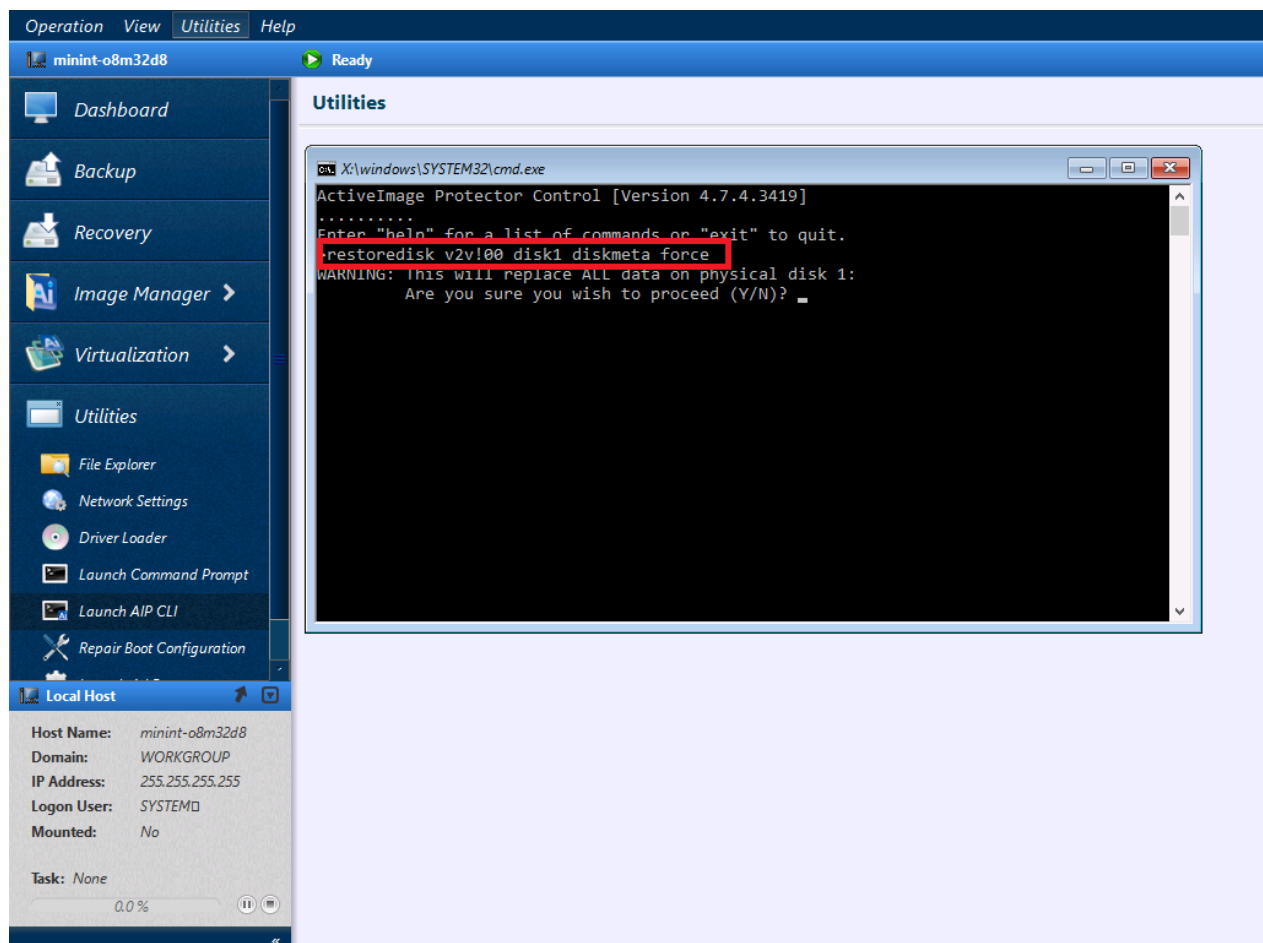 Operation View Utilities Help
minint-o8m32d8
Ready
Dashboard
Backup
Recovery
Image Manager
Virtualization
Utilities
File Explorer
Network Settings
Driver Loader
Launch Command Prompt
Launch AIP CLI
Repair Boot Configuration
Local Host
Host Name: minint-o8m32d8
Domain: WORKGROUP
IP Address: 255.255.255.255
Logon User: SYSTEM□
Mounted: No
Task: None
0.0 %
Utilities
X:\windows\SYSTEM32\cmd.exe
ActiveImage Protector Control [Version 4.7.4.3419]
..........
Enter "help" for a list of commands or "exit" to quit.
>restoredisk v2v!00 disk1 diskmeta force
WARNING: This will replace ALL data on physical disk 1:
Are you sure you wish to proceed (Y/N)? _